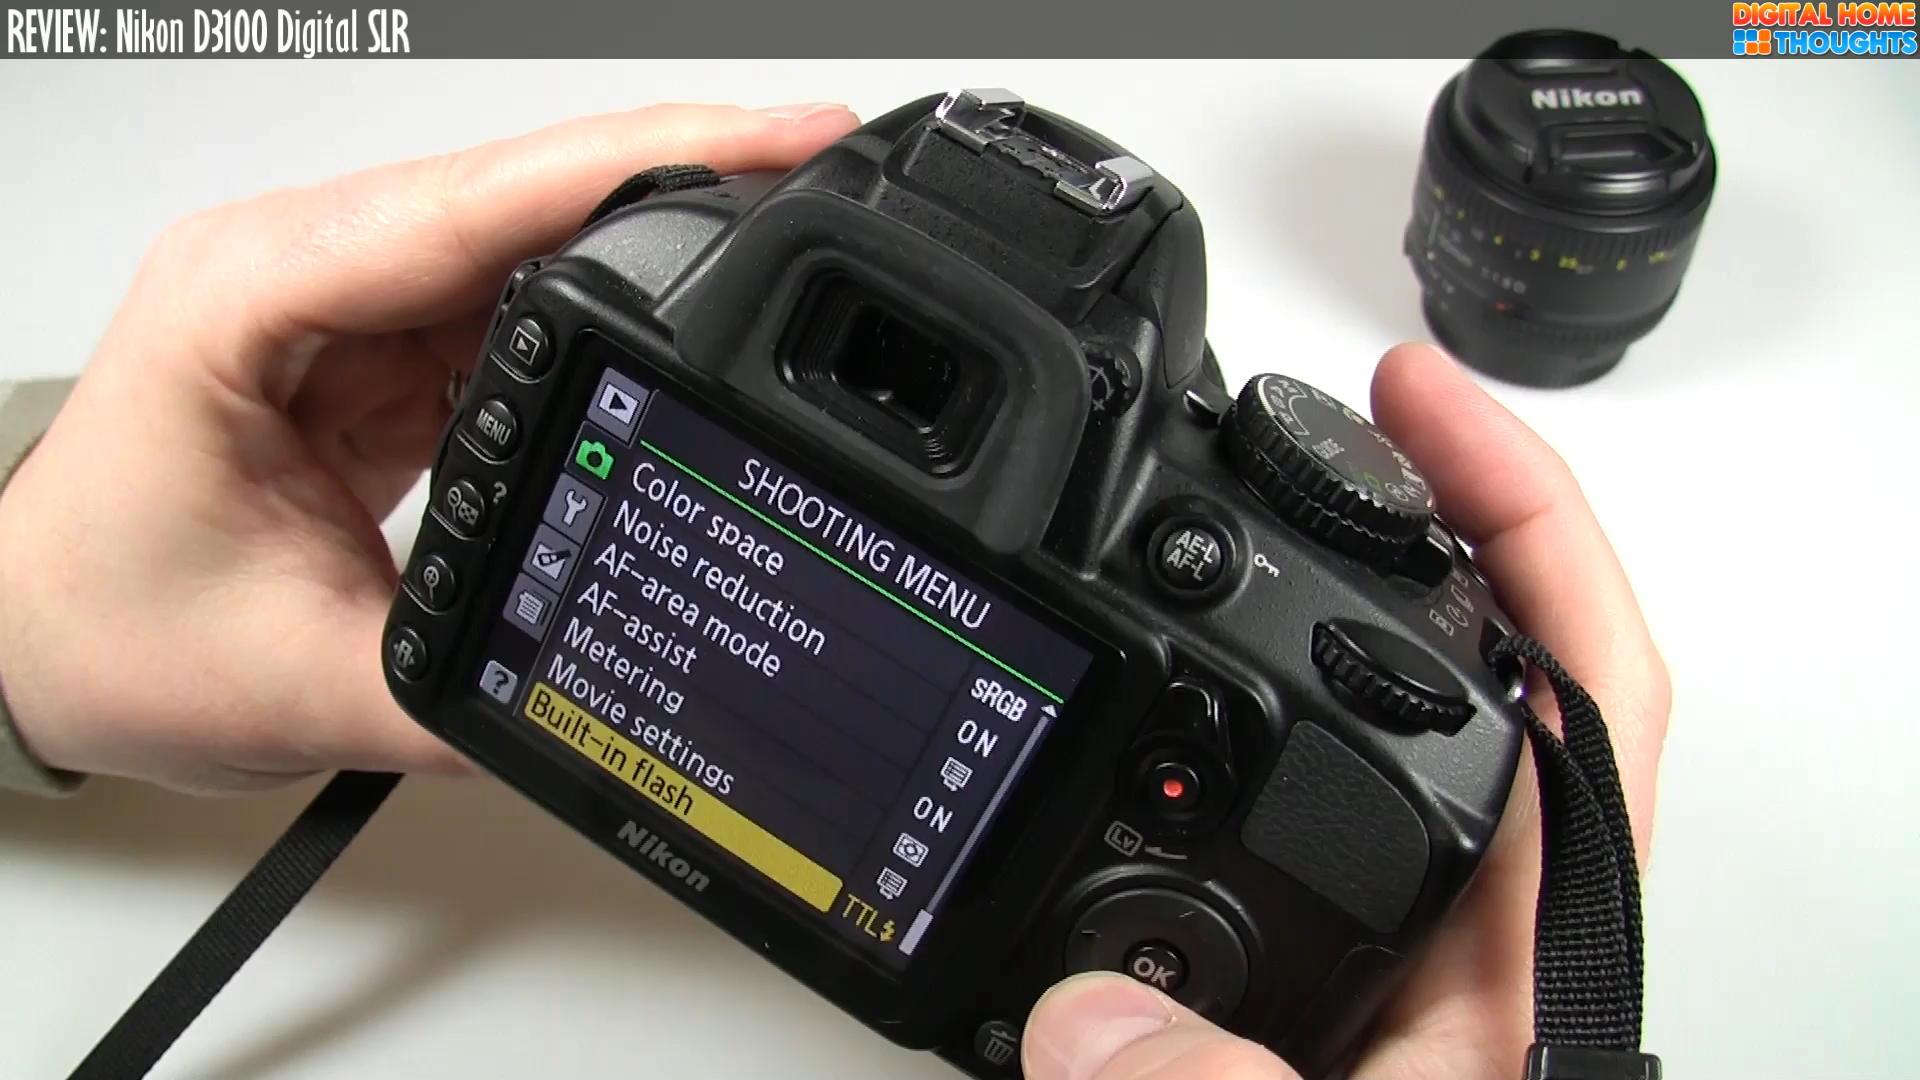 REVIEW: Nikon D3100 Digital SLR
DIGITAL HOME
THOUGHTS
Nikon
MENU
?
SHOOTING MENU
Color space sRGB
Noise reduction ON
AF-area mode
AF-assist ON
Metering
Movie settings
Built-in flash TTL
?
Nikon
GUIDE
AE-L
AF-L
Lv
OK